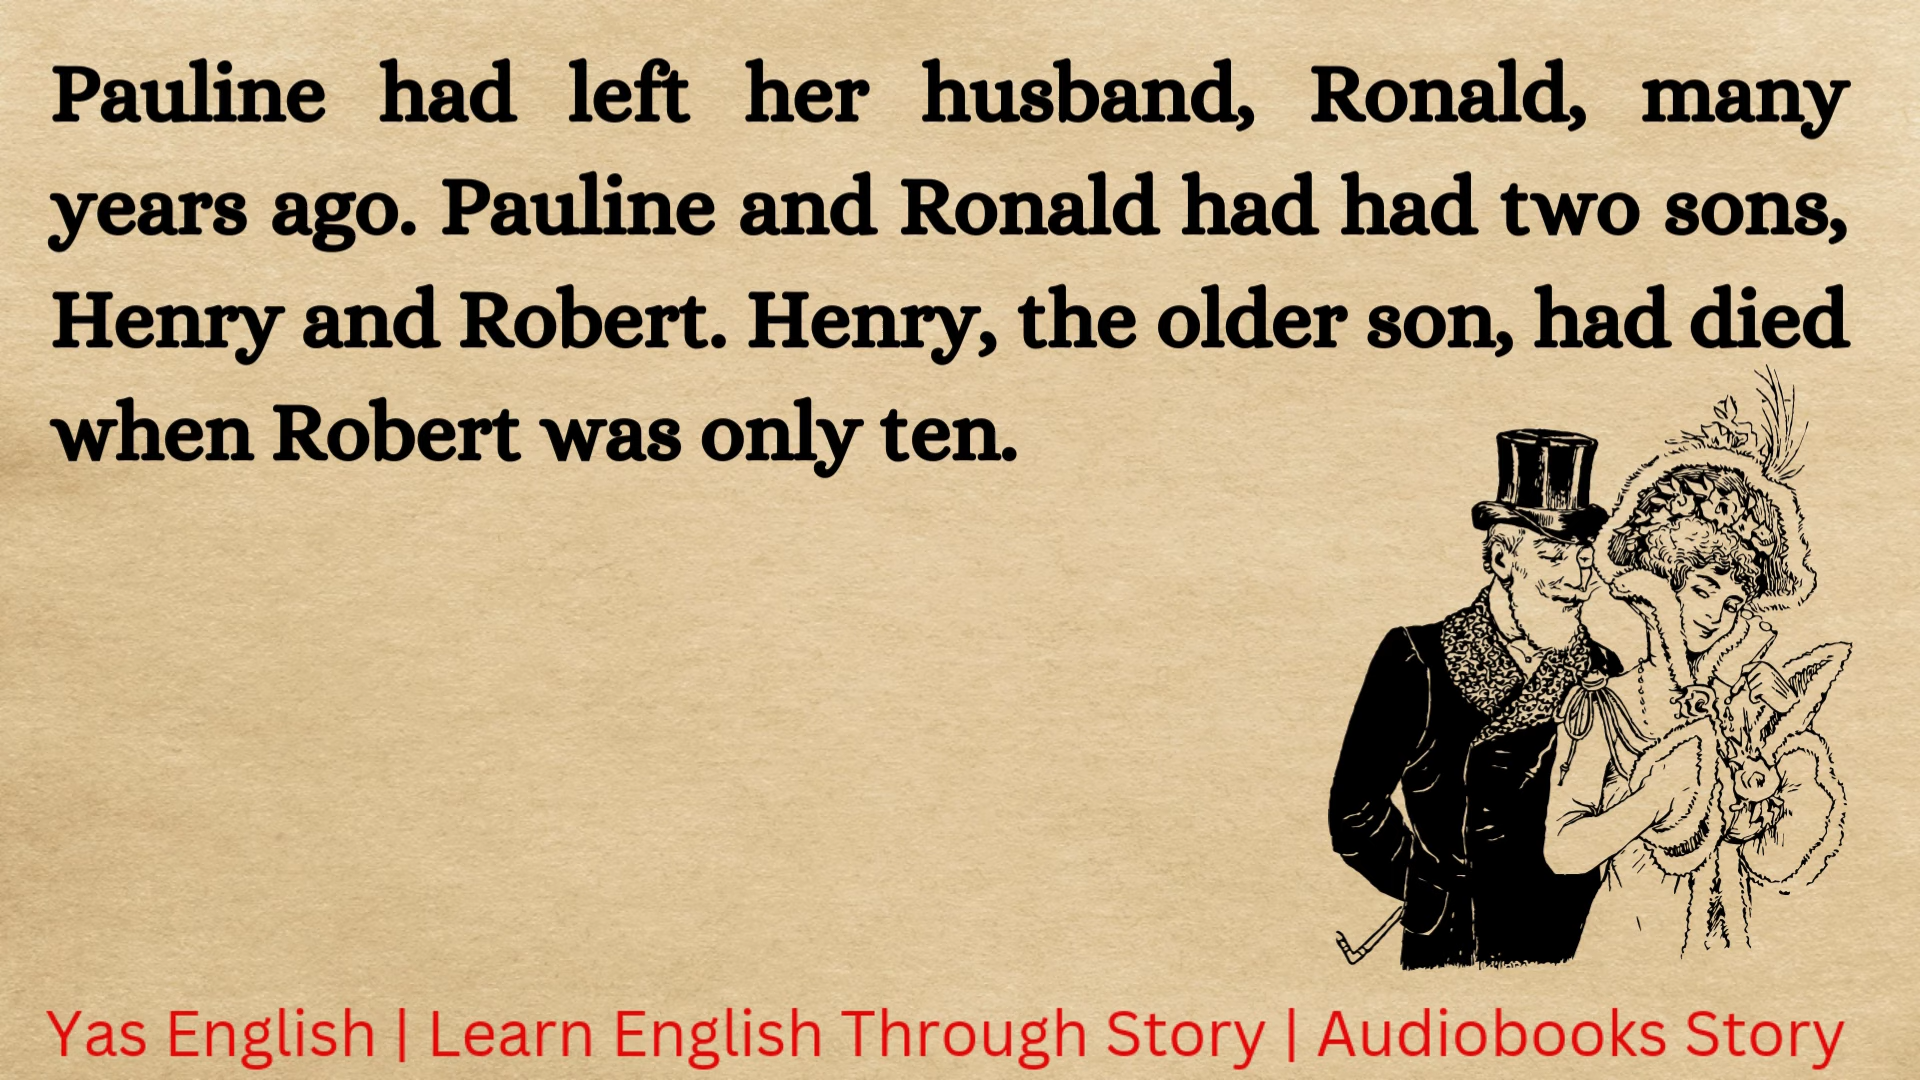 Pauline had left her husband, Ronald, many
years ago. Pauline and Ronald had had two sons,
Henry and Robert. Henry, the older son, had died
when Robert was only ten.
Yas English | Learn English Through Story | Audiobooks Story